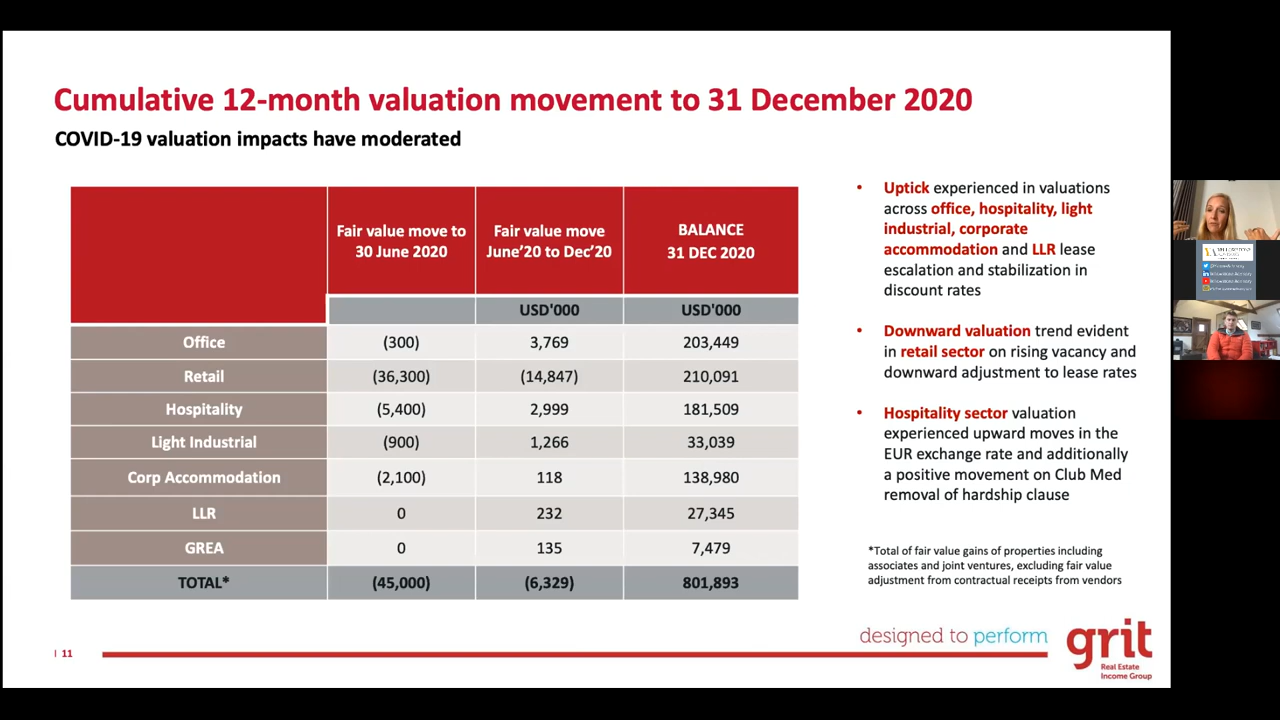 Cumulative 12-month valuation movement to 31 December 2020
COVID-19 valuation impacts have moderated
Fair value move to
30 June 2020
Fair value move
June'20 to Dec'20
BALANCE
31 DEC 2020
USD'000
USD'000
Office
(300)
3,769
203,449
Retail
(36,300)
(14,847)
210,091
Hospitality
(5,400)
2,999
181,509
Light Industrial
(900)
1,266
33,039
Corp Accommodation
(2,100)
118
138,980
LLR
0
232
27,345
GREA
0
135
7,479
TOTAL*
(45,000)
(6,329)
801,893
• Uptick experienced in valuations
across office, hospitality, light
industrial, corporate
accommodation and LLR lease
escalation and stabilization in
discount rates
• Downward valuation trend evident
in retail sector on rising vacancy and
downward adjustment to lease rates
• Hospitality sector valuation
experienced upward moves in the
EUR exchange rate and additionally
a positive movement on Club Med
removal of hardship clause
*Total of fair value gains of properties including
associates and joint ventures, excluding fair value
adjustment from contractual receipts from vendors
designed to perform
grit
Real Estate
Income Group
| 11